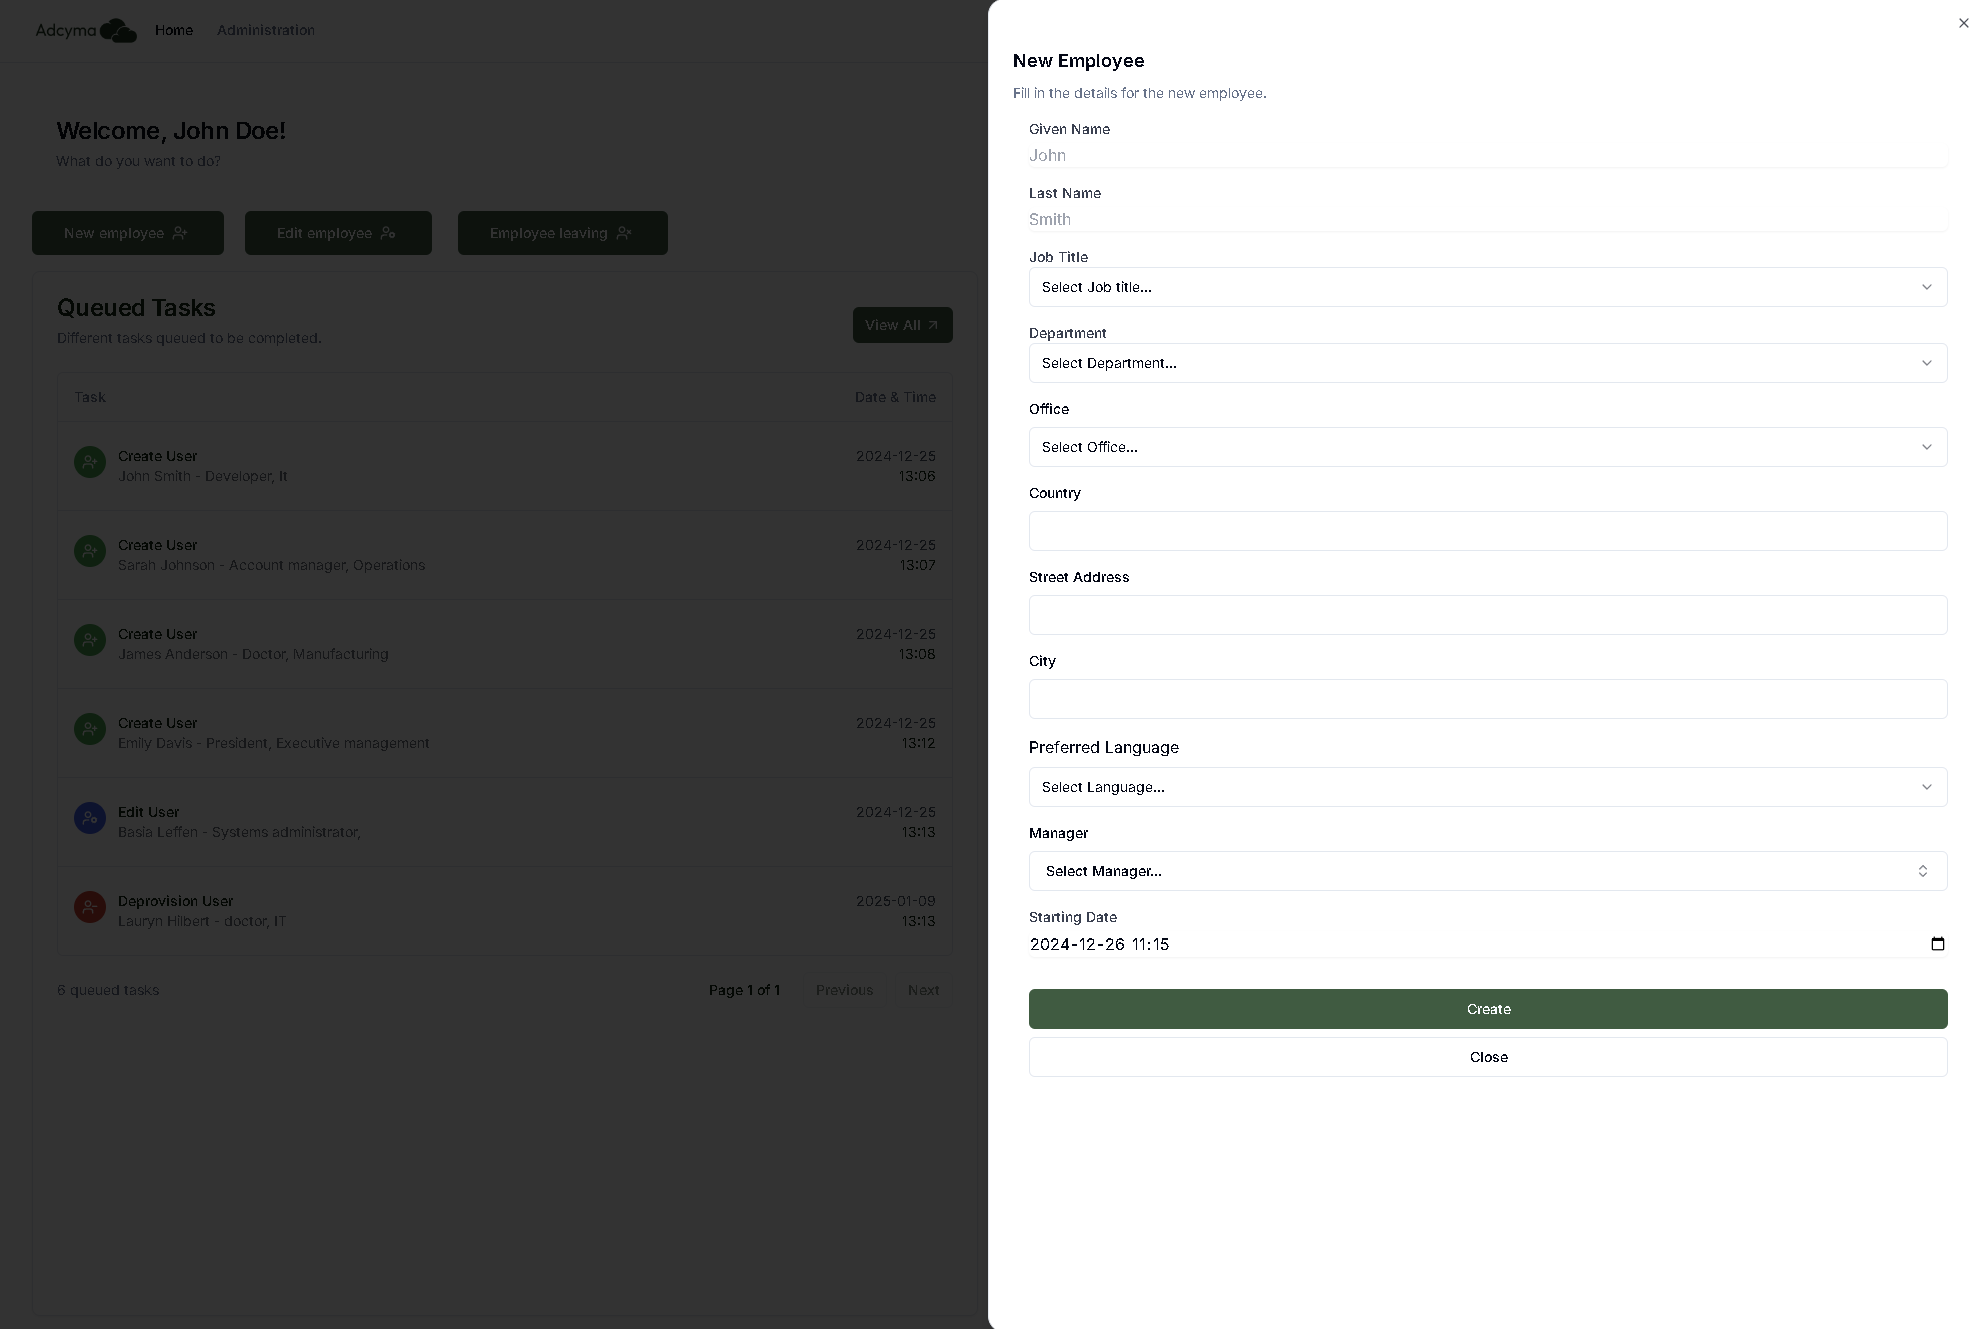 Adcyma
Home
Administration
Welcome, John Doe!
What do you want to do?
New employee
Edit employee
Employee leaving
Queued Tasks
Different tasks queued to be completed.
View All
Task
Date & Time
Create User
John Smith - Developer, It
2024-12-25
13:06
Create User
Sarah Johnson - Account manager, Operations
2024-12-25
13:07
Create User
James Anderson - Doctor, Manufacturing
2024-12-25
13:08
Create User
Emily Davis - President, Executive management
2024-12-25
13:12
Edit User
Basia Leffen - Systems administrator,
2024-12-25
13:13
Deprovision User
Lauryn Hilbert - doctor, IT
2025-01-09
13:13
6 queued tasks
Page 1 of 1
Previous
Next
New Employee
Fill in the details for the new employee.
Given Name
John
Last Name
Smith
Job Title
Select Job title...
Department
Select Department...
Office
Select Office...
Country
Street Address
City
Preferred Language
Select Language...
Manager
Select Manager...
Starting Date
2024-12-26 11:15
Create
Close